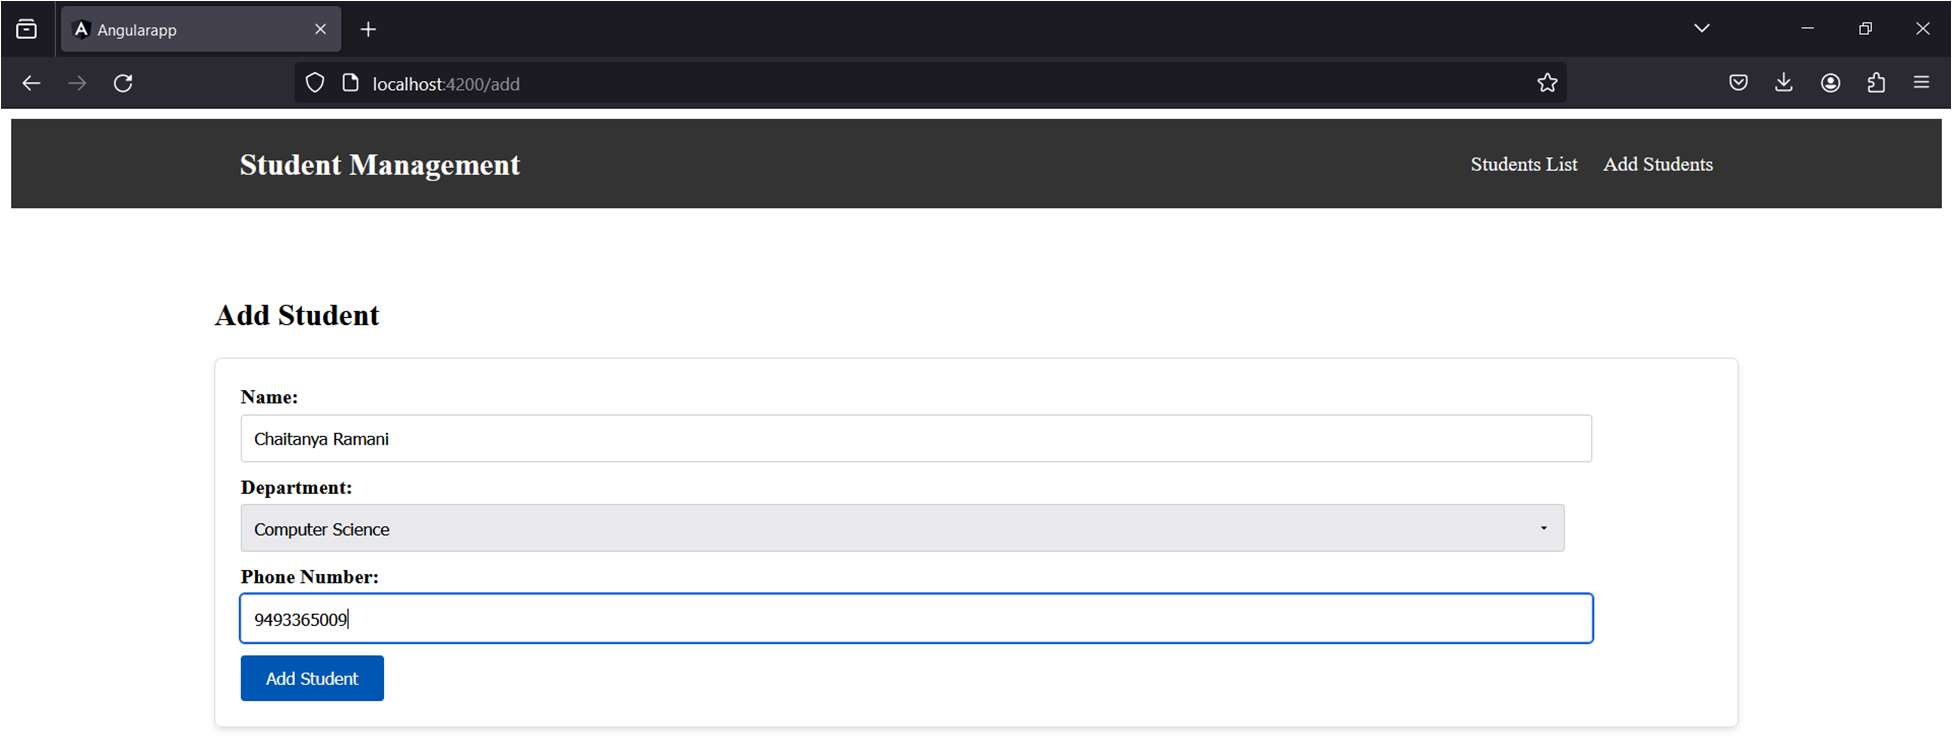 Angularapp
localhost:4200/add
Student Management
Students List Add Students
Add Student
Name:
Chaitanya Ramani
Department:
Computer Science
Phone Number:
9493365009
Add Student